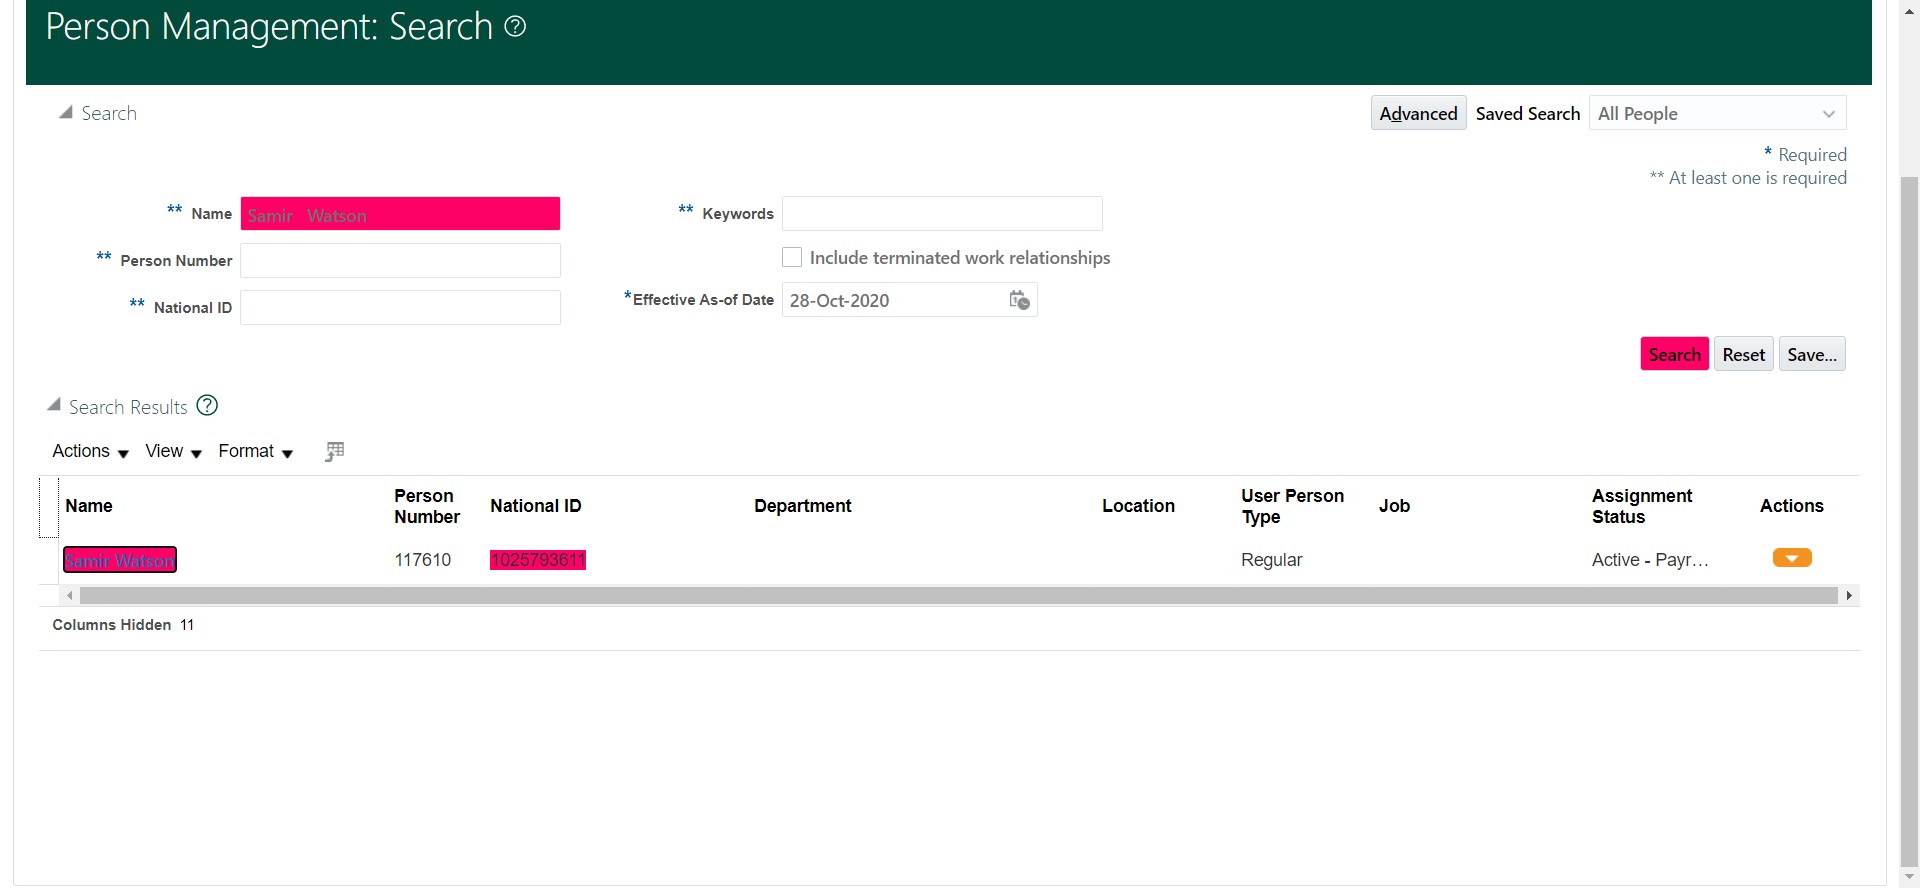 Person Management: Search
Search
Advanced Saved Search All People
* Required
** At least one is required
** Name Samir Watson
** Keywords
** Person Number
Include terminated work relationships
** National ID
*Effective As-of Date 28-Oct-2020
Search Reset Save...
Search Results
Actions View Format
Name Person Number National ID Department Location User Person Type Job Assignment Status Actions
Samir Watson 117610 1025793611 Regular Active - Payr...
Columns Hidden 11